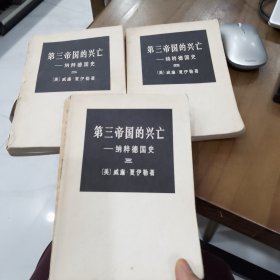 第三帝国的兴亡
——纳粹德国史
[美] 威廉·夏伊勒著
第三帝国的兴亡
——纳粹德国史
四
[美] 威廉·夏伊勒著
第三帝国的兴亡
——纳粹德国史
三
[美] 威廉·夏伊勒著